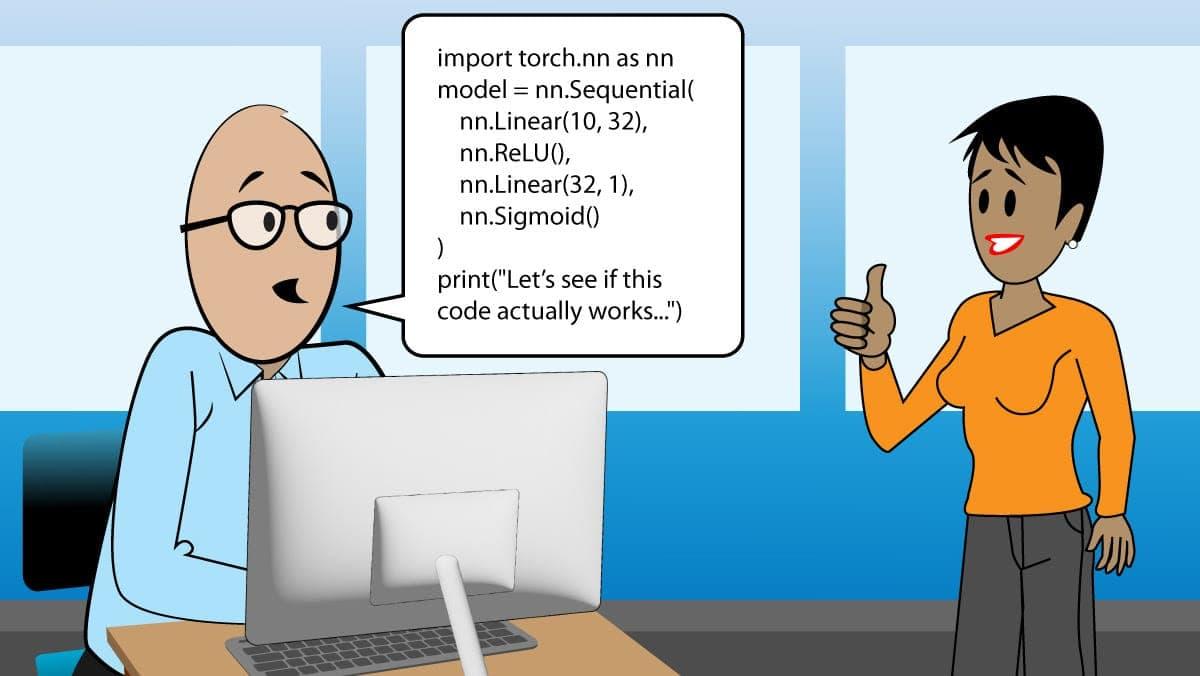 import torch.nn as nn
model = nn.Sequential(
    nn.Linear(10, 32),
    nn.ReLU(),
    nn.Linear(32, 1),
    nn.Sigmoid()
)
print("Let’s see if this
code actually works...")